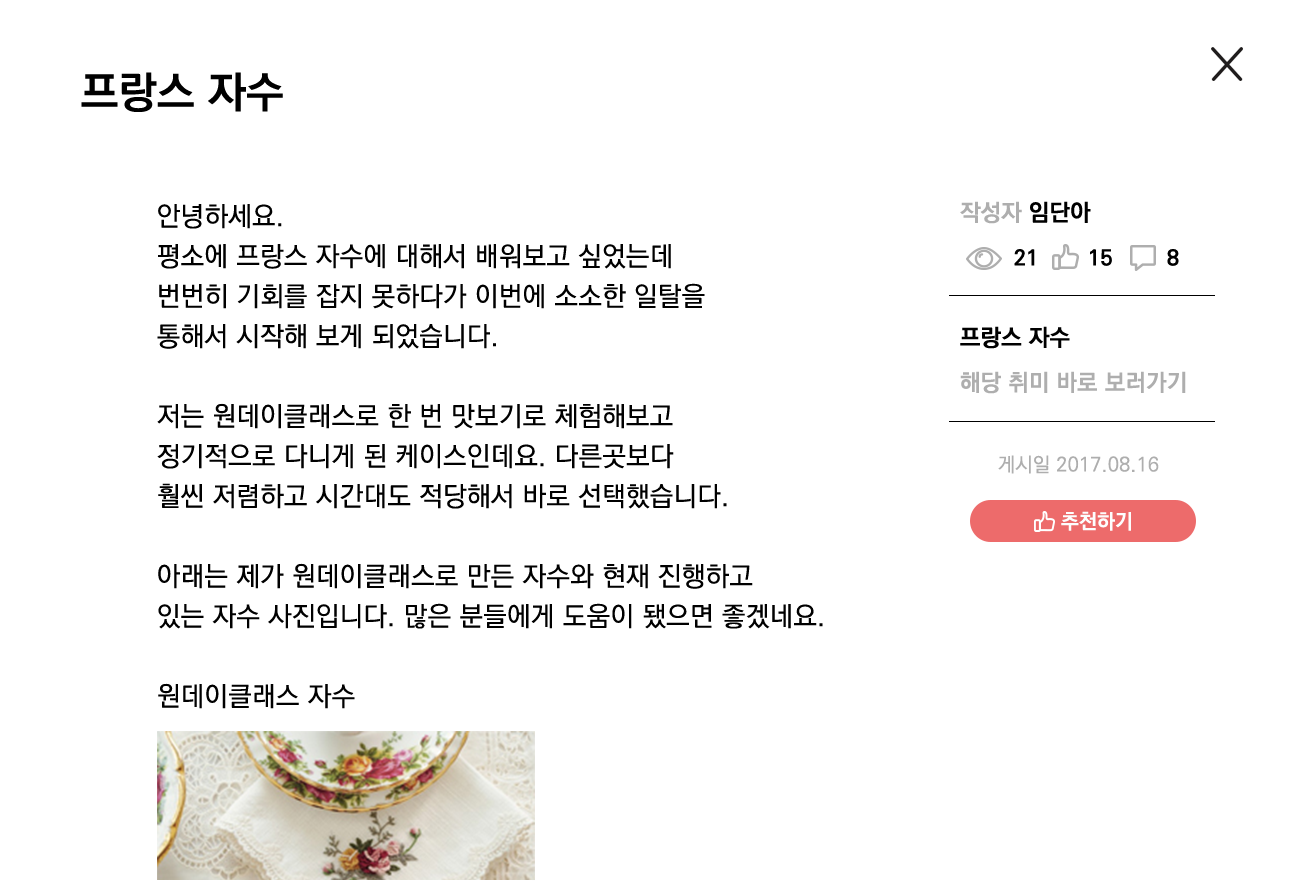 프랑스 자수
안녕하세요.
평소에 프랑스 자수에 대해서 배워보고 싶었는데
번번히 기회를 잡지 못하다가 이번에 소소한 일탈을
통해서 시작해 보게 되었습니다.
저는 원데이클래스로 한 번 맛보기로 체험해보고
정기적으로 다니게 된 케이스인데요. 다른곳보다
훨씬 저렴하고 시간대도 적당해서 바로 선택했습니다.
아래는 제가 원데이클래스로 만든 자수와 현재 진행하고
있는 자수 사진입니다. 많은 분들에게 도움이 됐으면 좋겠네요.
원데이클래스 자수
작성자 임단아
21 15 8
프랑스 자수
해당 취미 바로 보러가기
게시일 2017.08.16
추천하기